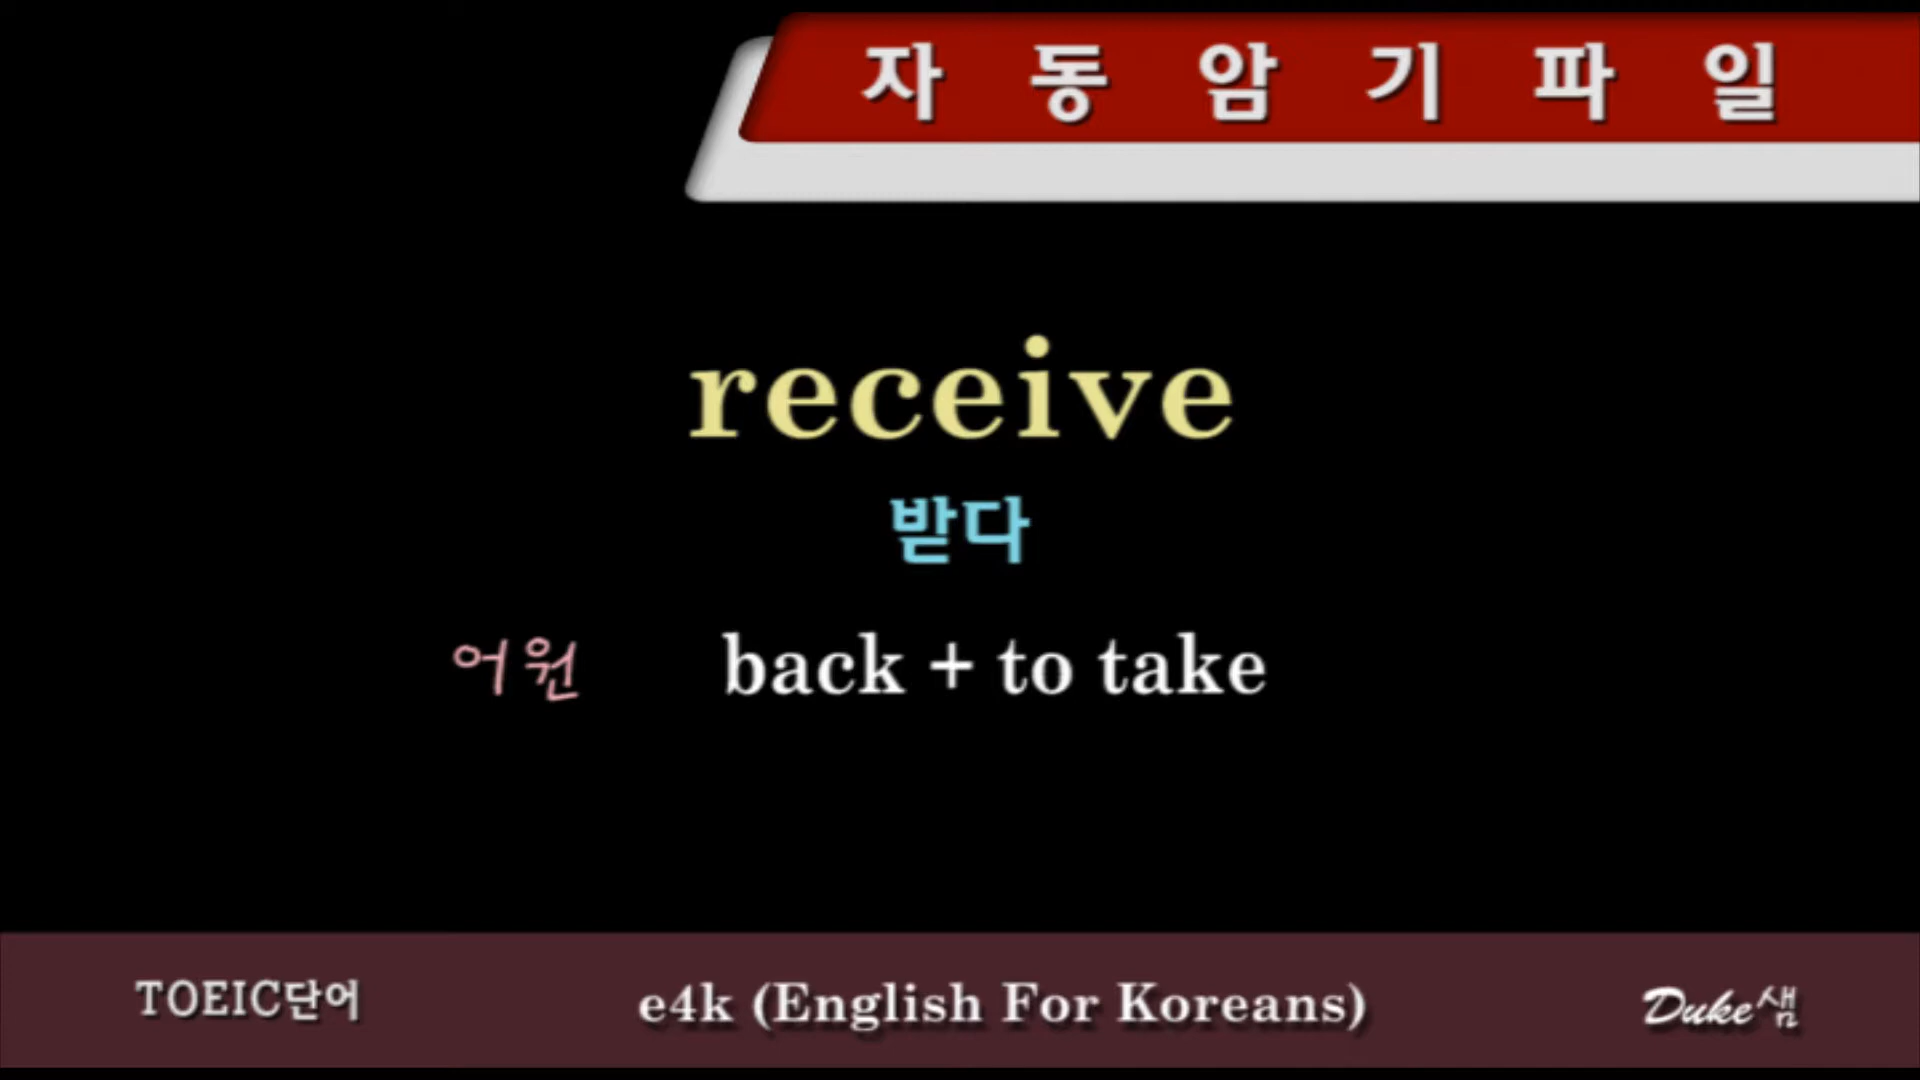 자 동 암 기 파 일
receive
받다
어원 back + to take
TOEIC단어 e4k (English For Koreans) Duke샘